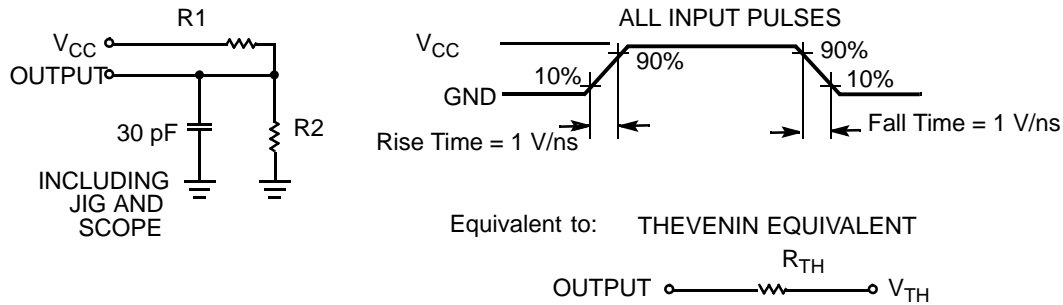 R1
VCC
OUTPUT
30 pF
R2
INCLUDING
JIG AND
SCOPE
ALL INPUT PULSES
VCC
GND
10%
90%
90%
10%
Rise Time = 1 V/ns
Fall Time = 1 V/ns
Equivalent to: THEVENIN EQUIVALENT
RTH
OUTPUT
VTH